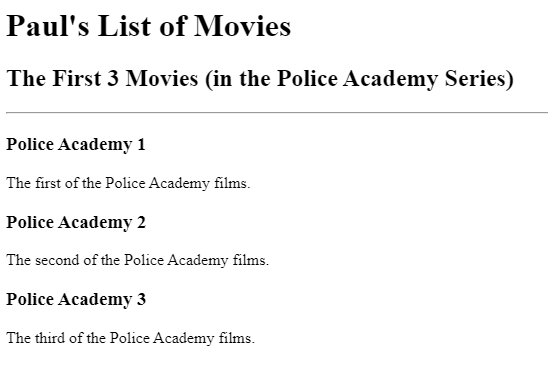 Paul's List of Movies
The First 3 Movies (in the Police Academy Series)
Police Academy 1
The first of the Police Academy films.
Police Academy 2
The second of the Police Academy films.
Police Academy 3
The third of the Police Academy films.